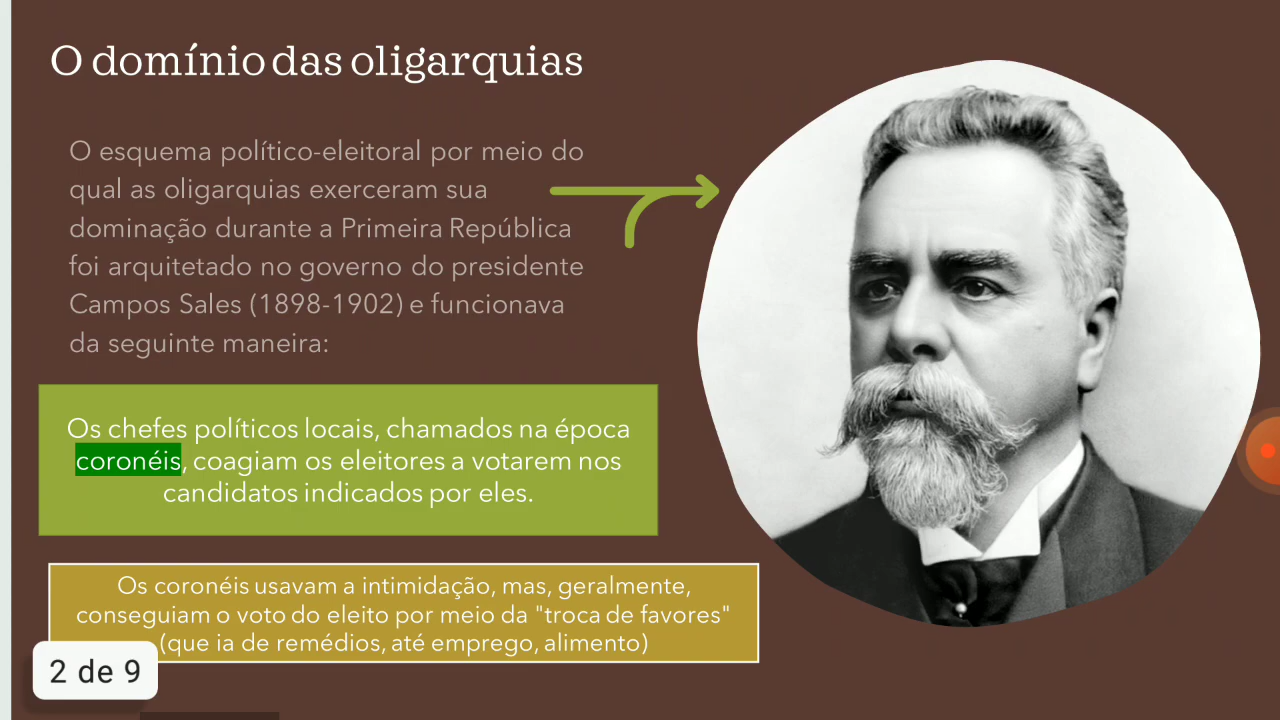 O domínio das oligarquias
O esquema político-eleitoral por meio do
qual as oligarquias exerceram sua
dominação durante a Primeira República
foi arquitetado no governo do presidente
Campos Sales (1898-1902) e funcionava
da seguinte maneira:
Os chefes políticos locais, chamados na época
coronéis, coagiam os eleitores a votarem nos
candidatos indicados por eles.
Os coronéis usavam a intimidação, mas, geralmente,
conseguiam o voto do eleito por meio da "troca de favores"
(que ia de remédios, até emprego, alimento)
2 de 9